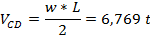 V_CD = w * L / 2 = 6,769 t